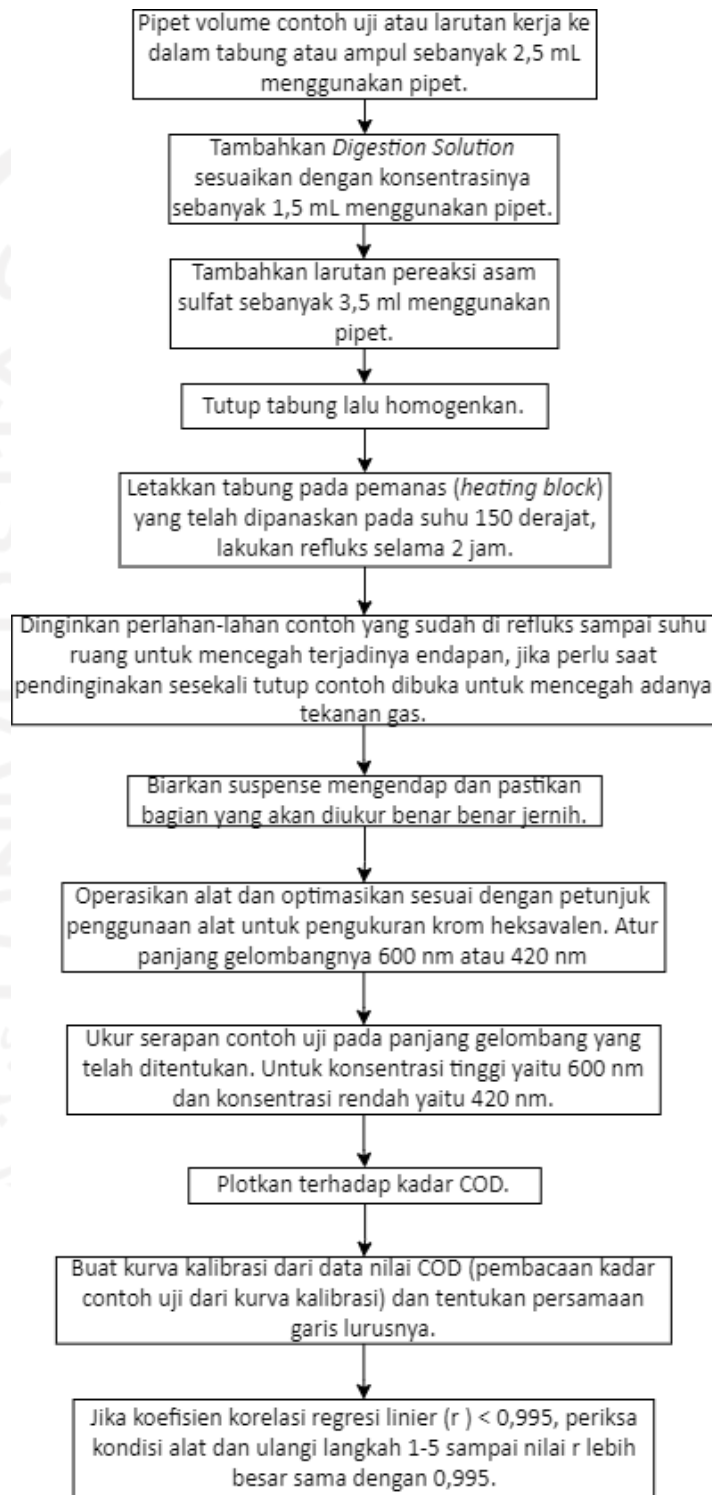 Pipet volume contoh uji atau larutan kerja ke
dalam tabung atau ampul sebanyak 2,5 mL
menggunakan pipet.
Tambahkan Digestion Solution
sesuaikan dengan konsentrasinya
sebanyak 1,5 mL menggunakan pipet.
Tambahkan larutan pereaksi asam
sulfat sebanyak 3,5 ml menggunakan
pipet.
Tutup tabung lalu homogenkan.
Letakkan tabung pada pemanas (heating block)
yang telah dipanaskan pada suhu 150 derajat,
lakukan refluks selama 2 jam.
Dinginkan perlahan-lahan contoh yang sudah di refluks sampai suhu
ruang untuk mencegah terjadinya endapan, jika perlu saat
pendinginakan sesekali tutup contoh dibuka untuk mencegah adanya
tekanan gas.
Biarkan suspense mengendap dan pastikan
bagian yang akan diukur benar benar jernih.
Operasikan alat dan optimasikan sesuai dengan petunjuk
penggunaan alat untuk pengukuran krom heksavalen. Atur
panjang gelombangnya 600 nm atau 420 nm
Ukur serapan contoh uji pada panjang gelombang yang
telah ditentukan. Untuk konsentrasi tinggi yaitu 600 nm
dan konsentrasi rendah yaitu 420 nm.
Plotkan terhadap kadar COD.
Buat kurva kalibrasi dari data nilai COD (pembacaan kadar
contoh uji dari kurva kalibrasi) dan tentukan persamaan
garis lurusnya.
Jika koefisien korelasi regresi linier (r ) < 0,995, periksa
kondisi alat dan ulangi langkah 1-5 sampai nilai r lebih
besar sama dengan 0,995.